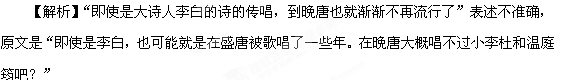 【解析】“即使是大诗人李白的诗的传唱，到晚唐也就渐渐不再流行了”表述不准确，
原文是“即使是李白，也可能就是在盛唐被歌唱了一些年。在晚唐大概唱不过小李杜和温庭
筠吧？”